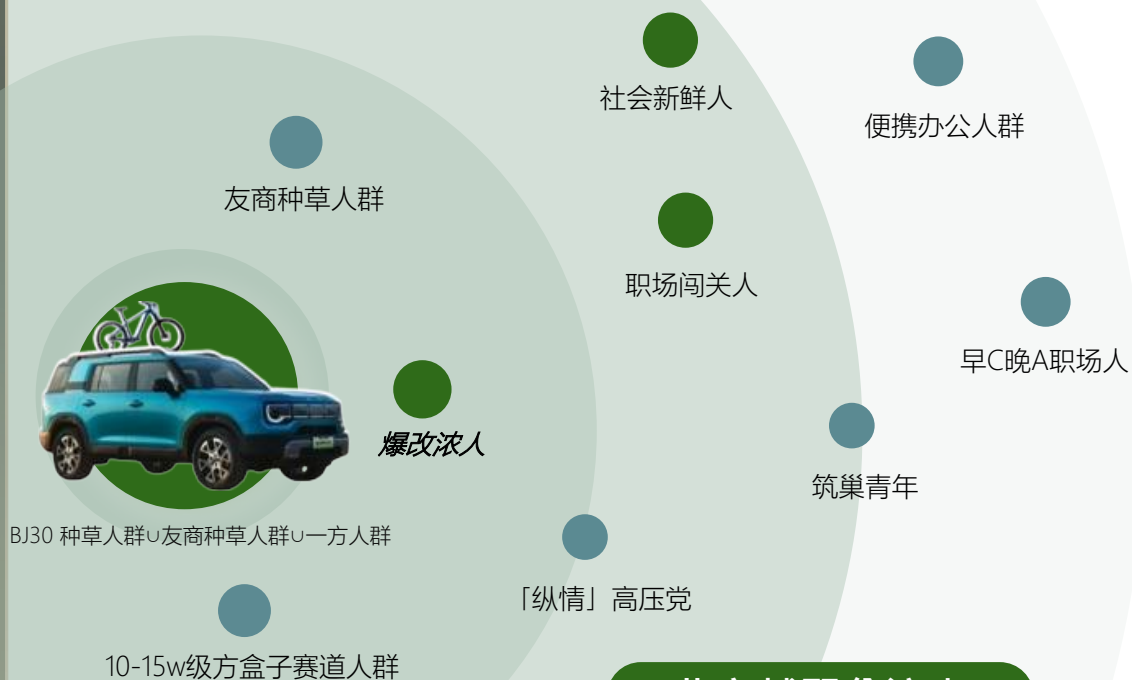 社会新鲜人
便携办公人群
友商种草人群
职场闯关人
早C晚A职场人
爆改浓人
筑巢青年
BJ30 种草人群∪友商种草人群∪一方人群
「纵情」高压党
10-15w级方盒子赛道人群